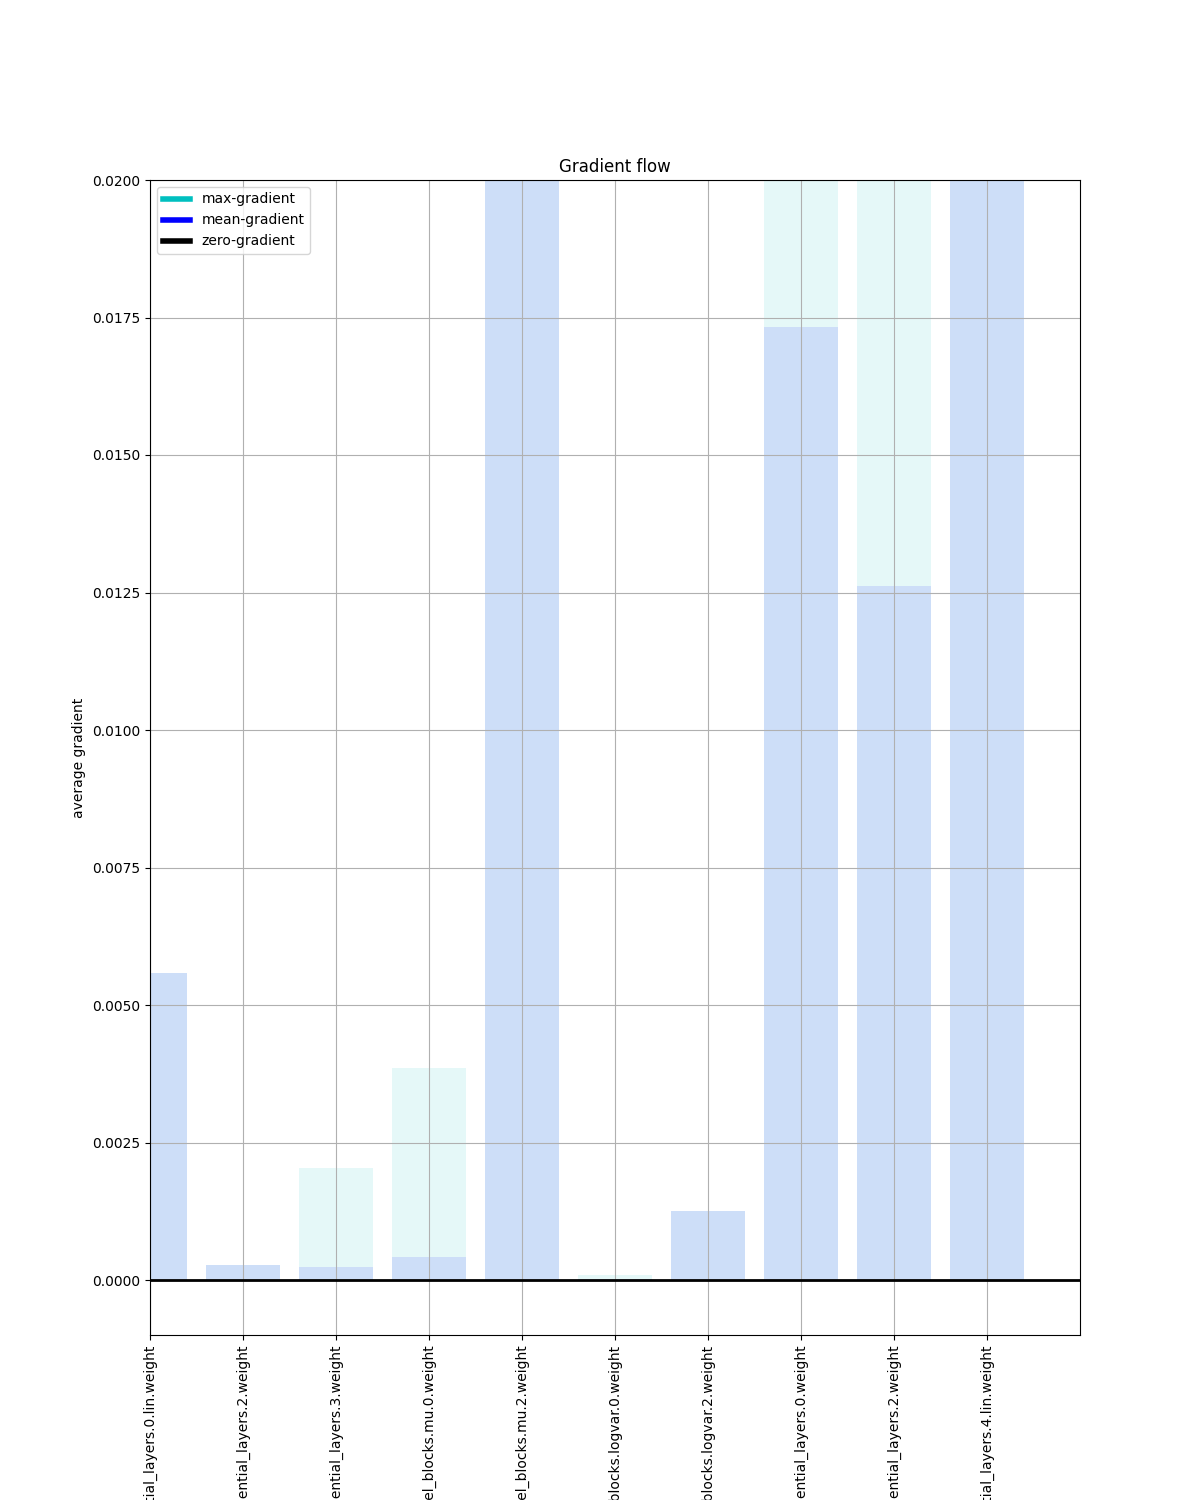 Gradient flow
max-gradient
mean-gradient
zero-gradient
average gradient
0.0200
0.0175
0.0150
0.0125
0.0100
0.0075
0.0050
0.0025
0.0000
tial_layers.0.lin.weight
ential_layers.2.weight
ential_layers.3.weight
el_blocks.mu.0.weight
el_blocks.mu.2.weight
blocks.logvar.0.weight
blocks.logvar.2.weight
ential_layers.0.weight
ential_layers.2.weight
tial_layers.4.lin.weight